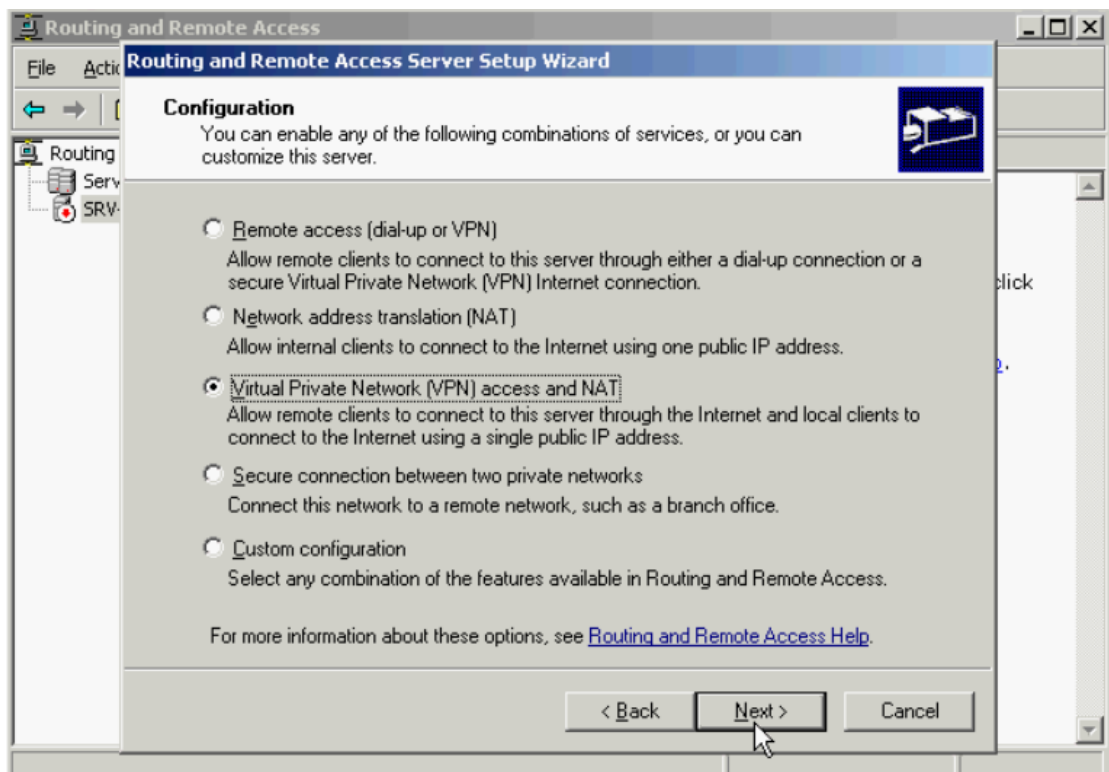 Routing and Remote Access
File
Routing and Remote Access Server Setup Wizard
Configuration
You can enable any of the following combinations of services, or you can
customize this server.
Routing
SRV-
click
Remote access (dial-up or VPN)
Allow remote clients to connect to this server through either a dial-up connection or a
secure Virtual Private Network (VPN) Internet connection.
Network address translation (NAT)
Allow internal clients to connect to the Internet using one public IP address.
Virtual Private Network (VPN) access and NAT
Allow remote clients to connect to this server through the Internet and local clients to
connect to the Internet using a single public IP address.
Secure connection between two private networks
Connect this network to a remote network, such as a branch office.
Custom configuration
Select any combination of the features available in Routing and Remote Access.
For more information about these options, see Routing and Remote Access Help.
< Back
Next >
Cancel